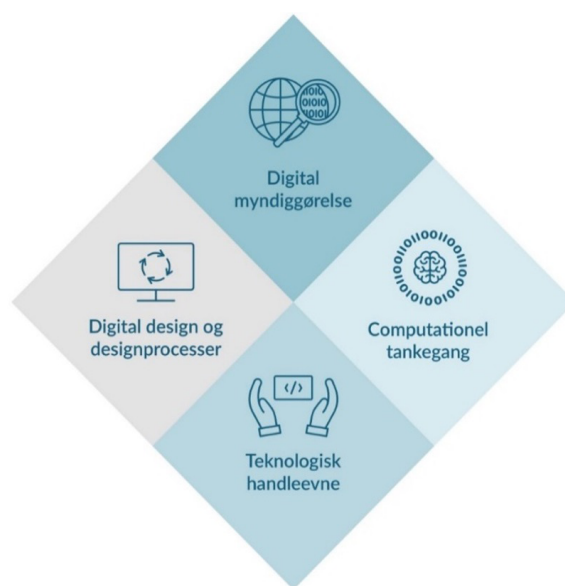 Digital
myndiggørelse
Digital design og
designprocesser
Computationel
tankegang
</>
Teknologisk
handleevne